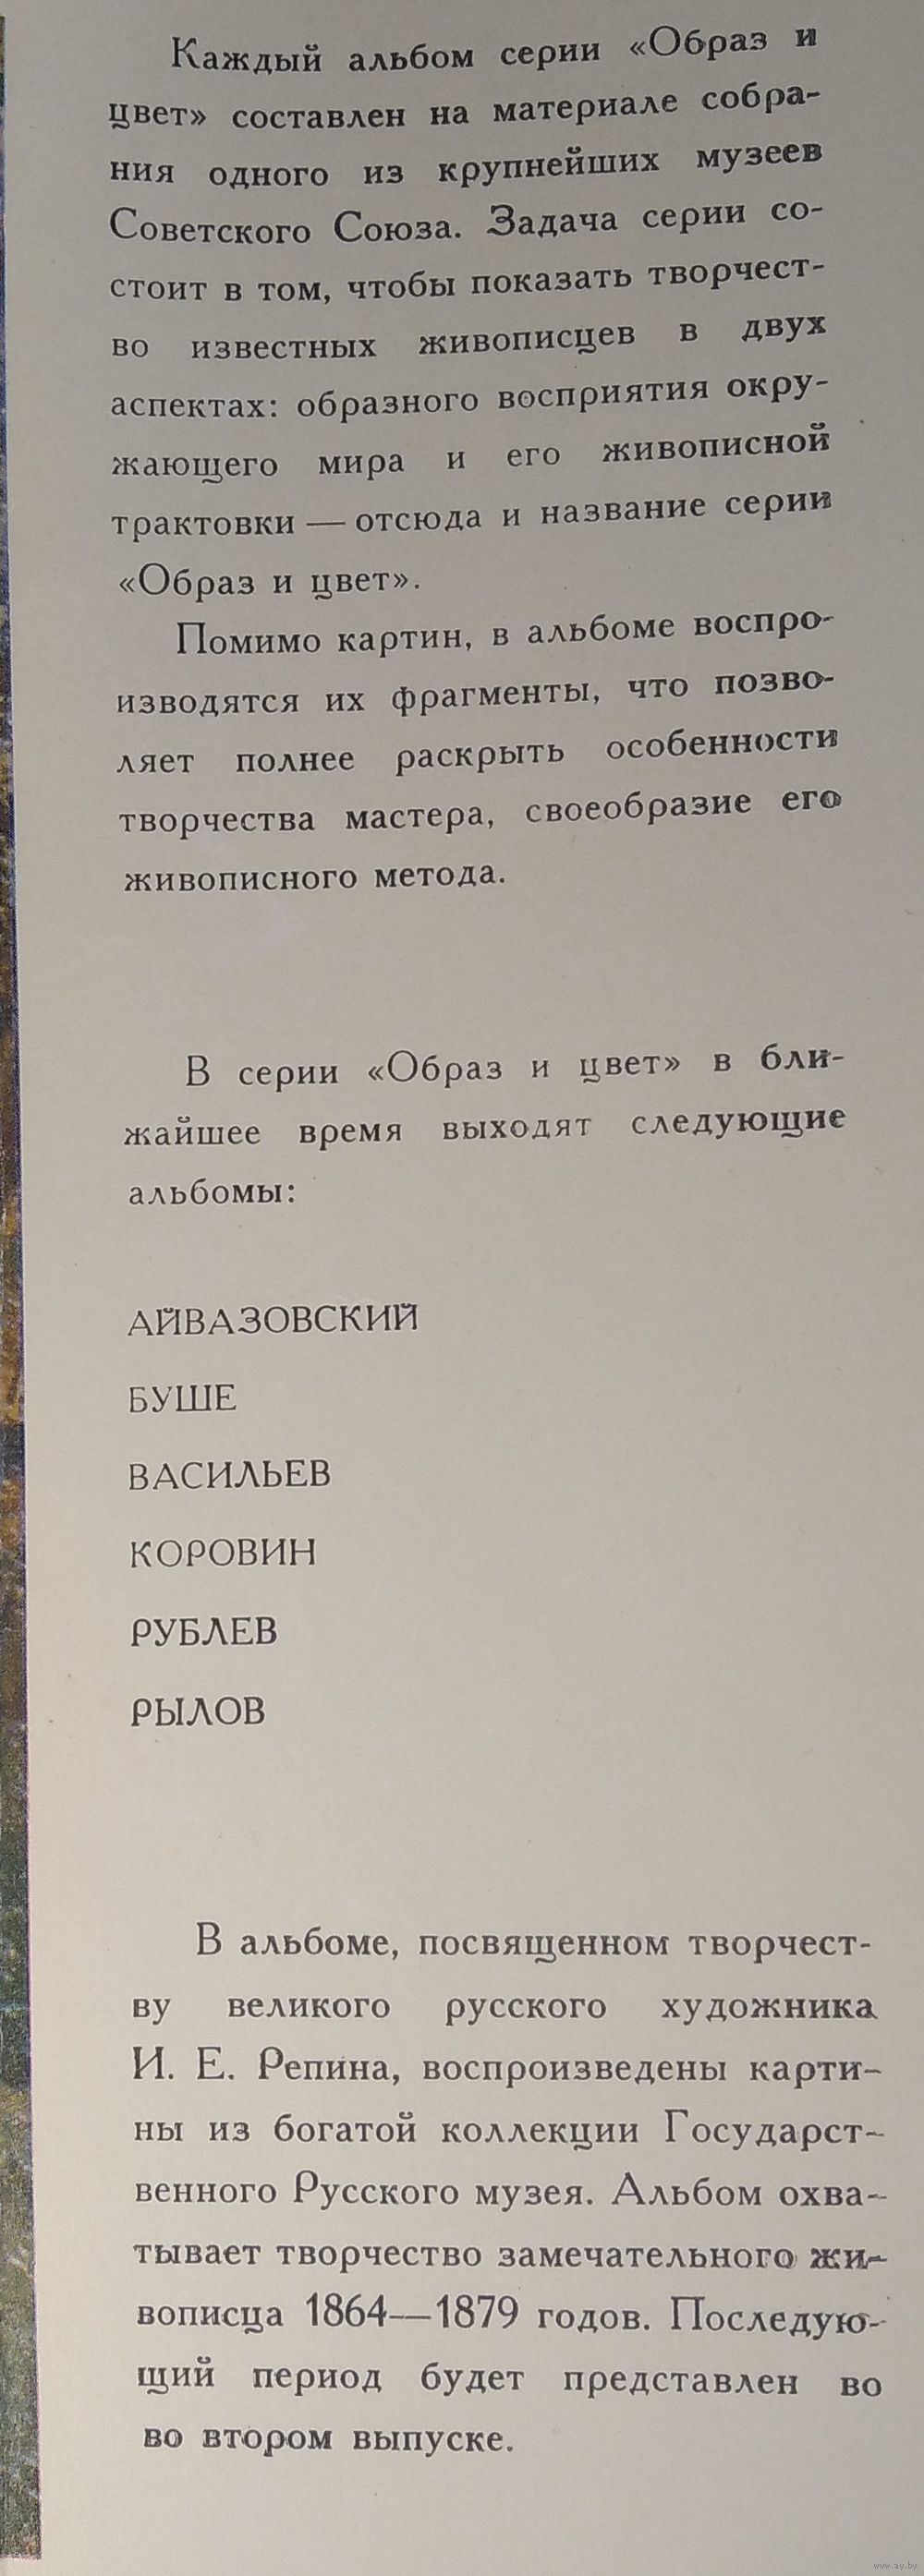 Каждый альбом серии «Образ и
цвет» составлен на материале собра-
ния одного из крупнейших музеев
Советского Союза. Задача серии со-
стоит в том, чтобы показать творчест-
во известных живописцев в двух
аспектах: образного восприятия окру-
жающего мира и его живописной
трактовки — отсюда и название серии
«Образ и цвет».
Помимо картин, в альбоме воспро-
изводятся их фрагменты, что позво-
ляет полнее раскрыть особенности
творчества мастера, своеобразие его
живописного метода.
В серии «Образ и цвет» в бли-
жайшее время выходят следующие
альбомы:
АЙВАЗОВСКИЙ
БУШЕ
ВАСИЛЬЕВ
КОРОВИН
РУБЛЕВ
РЫЛОВ
В альбоме, посвященном творчест-
ву великого русского художника
И. Е. Репина, воспроизведены карти-
ны из богатой коллекции Государст-
венного Русского музея. Альбом охва-
тывает творчество замечательного жи-
вописца 1864—1879 годов. Последую-
щий период будет представлен во
во втором выпуске.
www.ay.by